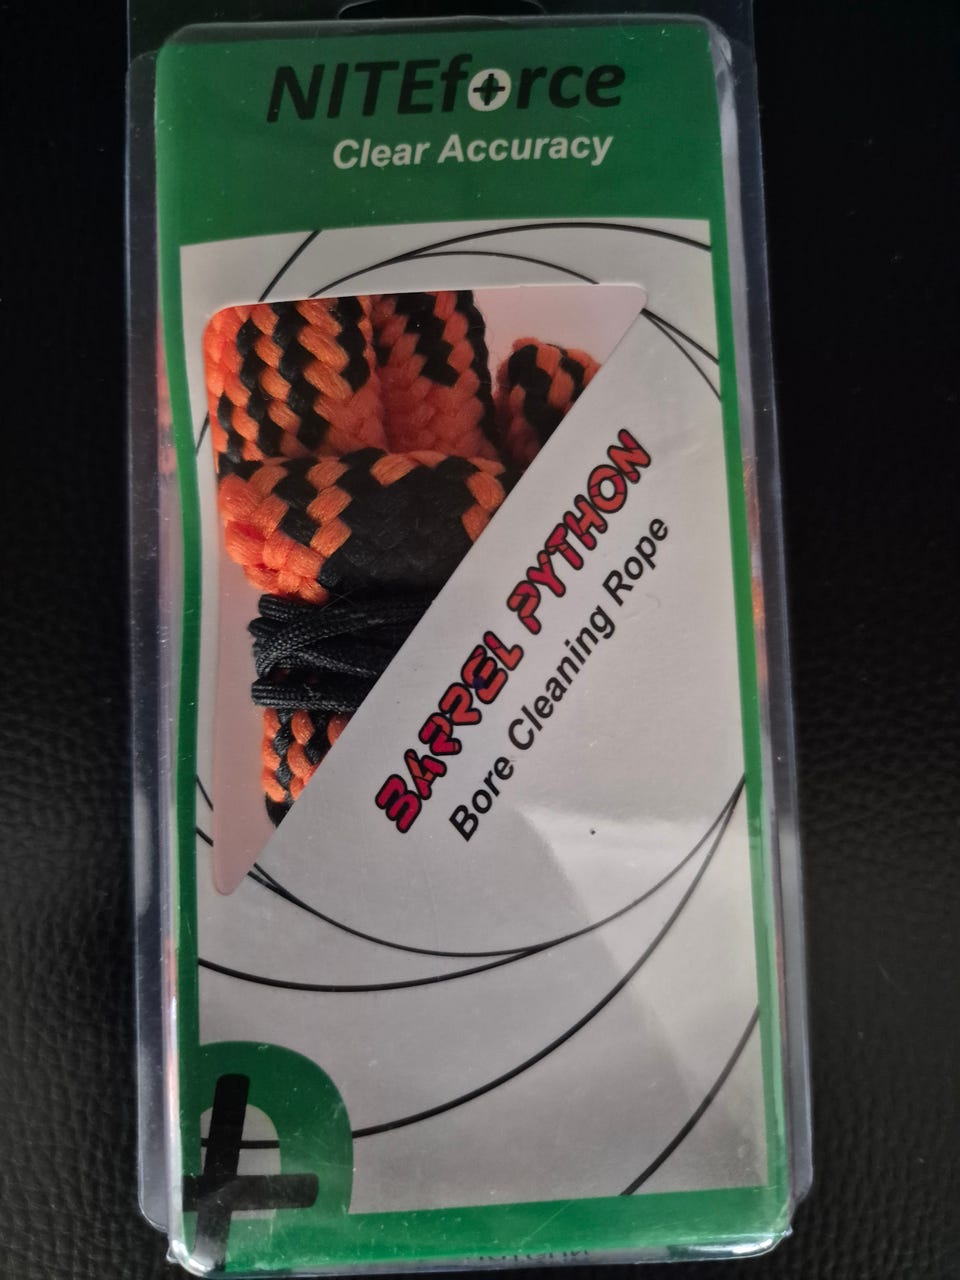 NITEforce
Clear Accuracy
BARREL PYTHON
Bore Cleaning Rope